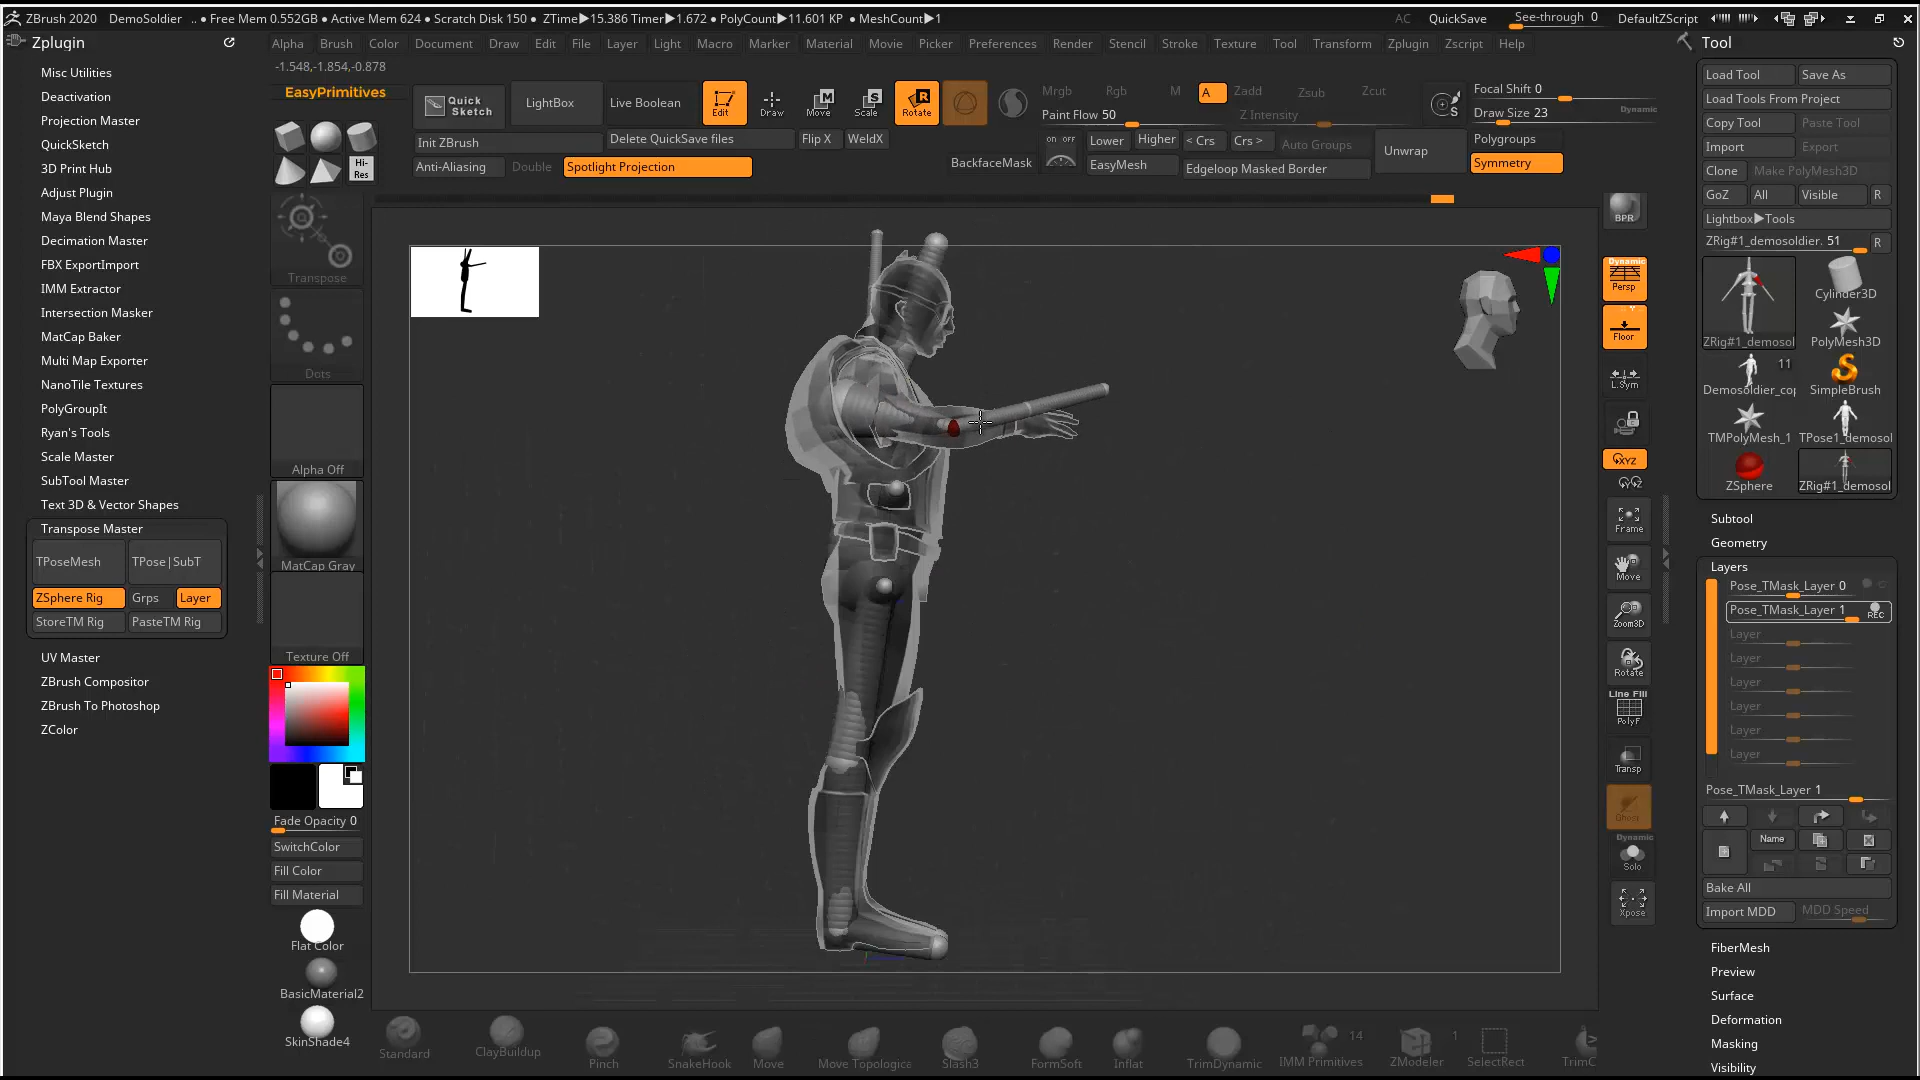 ZBrush 2020 DemoSoldier .. ● Free Mem 0.552GB ● Active Mem 624 ● Scratch Disk 150 ● ZTime▶15.386 Timer▶1.672 ● PolyCount▶11.601 KP ● MeshCount▶1 AC QuickSave See-through 0 DefaultZScript
Zplugin
Alpha Brush Color Document Draw Edit File Layer Light Macro Marker Material Movie Picker Preferences Render Stencil Stroke Texture Tool Transform Zplugin Zscript Help
Tool
-1.548,-1.854,-0.878
Misc Utilities
Deactivation
Projection Master
QuickSketch
3D Print Hub
Adjust Plugin
Maya Blend Shapes
Decimation Master
FBX ExportImport
IMM Extractor
Intersection Masker
MatCap Baker
Multi Map Exporter
NanoTile Textures
PolyGroupIt
Ryan's Tools
Scale Master
SubTool Master
Text 3D & Vector Shapes
Transpose Master
TPoseMesh TPose|SubT
ZSphere Rig Grps Layer
StoreTM Rig PasteTM Rig
UV Master
ZBrush Compositor
ZBrush To Photoshop
ZColor
EasyPrimitives
Hi-Res
Transpose
Dots
Alpha Off
MatCap Gray
Texture Off
Fade Opacity 0
SwitchColor
Fill Color
Fill Material
Flat Color
BasicMaterial2
SkinShade4
Quick Sketch LightBox Live Boolean Edit Draw Move Scale Rotate
Init ZBrush Delete QuickSave files Flip X WeldX
Anti-Aliasing Double Spotlight Projection
BackfaceMask
Mrgb Rgb M A Zadd Zsub Zcut
Paint Flow 50 Z Intensity
on off Lower Higher < Crs Crs > Auto Groups
EasyMesh Edgeloop Masked Border
Unwrap
Focal Shift 0
Draw Size 23 Dynamic
Polygroups
Symmetry
BPR
Dynamic
Persp
Floor
L.Sym
XYZ
Frame
Move
Zoom3D
Rotate
Line Fill
PolyF
Transp
Ghost
Dynamic
Solo
Xpose
Load Tool Save As
Load Tools From Project
Copy Tool Paste Tool
Import Export
Clone Make PolyMesh3D
GoZ All Visible R
Lightbox▶Tools
ZRig#1_demosoldier. 51 R
ZRig#1_demosol Cylinder3D
PolyMesh3D
11
Demosoldier_cop SimpleBrush
TMPolyMesh_1 TPose1_demosol
ZSphere ZRig#1_demosol
Subtool
Geometry
Layers
Pose_TMask_Layer 0
Pose_TMask_Layer 1 REC
Layer
Layer
Layer
Layer
Layer
Layer
Pose_TMask_Layer 1
Name
Bake All
Import MDD MDD Speed
FiberMesh
Preview
Surface
Deformation
Masking
Visibility
Standard ClayBuildup Pinch SnakeHook Move Move Topologica Slash3 FormSoft Inflat TrimDynamic IMM Primitives 14 ZModeler 1 SelectRect TrimC